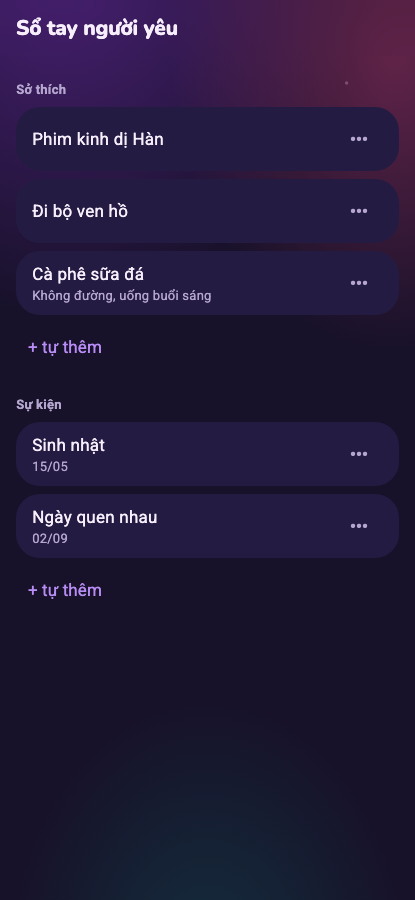 Sổ tay người yêu
Sở thích
Phim kinh dị Hàn
Đi bộ ven hồ
Cà phê sữa đá
Không đường, uống buổi sáng
+ tự thêm
Sự kiện
Sinh nhật
15/05
Ngày quen nhau
02/09
+ tự thêm